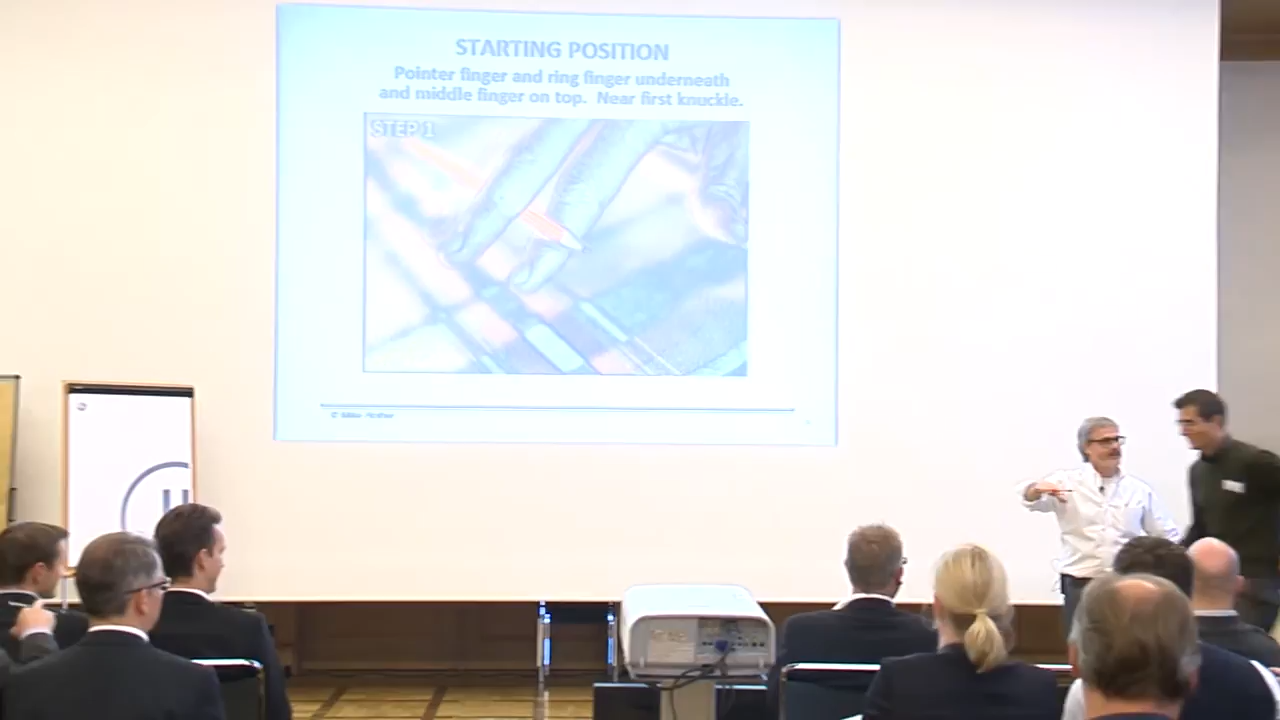 STARTING POSITION
Pointer finger and ring finger underneath
and middle finger on top. Near first knuckle.
STEP 1